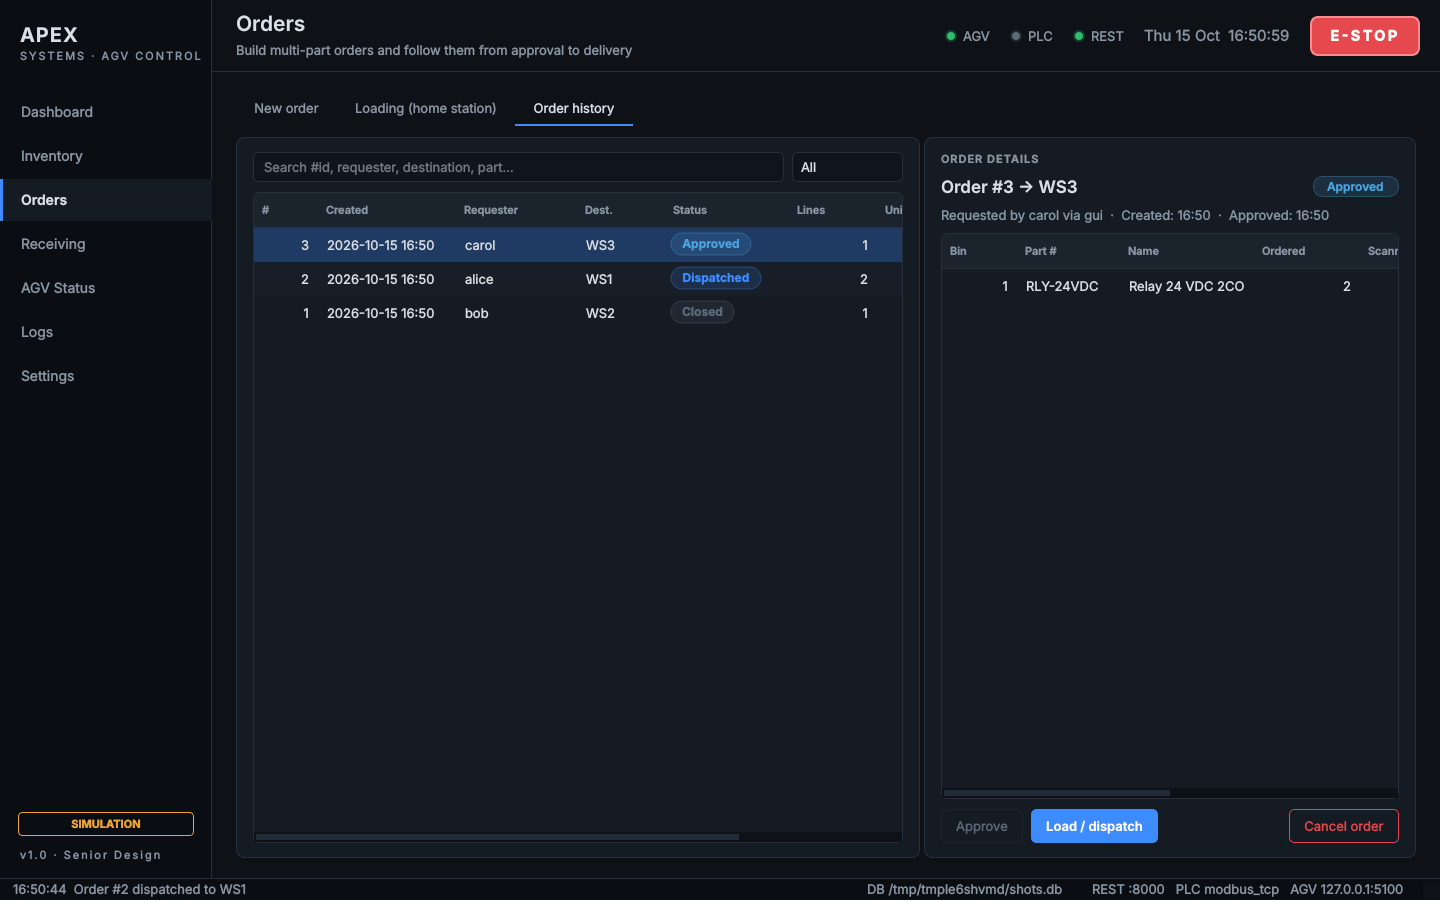 APEX
SYSTEMS · AGV CONTROL
Dashboard
Inventory
Orders
Receiving
AGV Status
Logs
Settings
SIMULATION
v1.0 · Senior Design
Orders
Build multi-part orders and follow them from approval to delivery
AGV PLC REST Thu 15 Oct 16:50:59 E-STOP
New order Loading (home station) Order history
Search #id, requester, destination, part... All
# Created Requester Dest. Status Lines Uni
3 2026-10-15 16:50 carol WS3 Approved 1
2 2026-10-15 16:50 alice WS1 Dispatched 2
1 2026-10-15 16:50 bob WS2 Closed 1
ORDER DETAILS
Order #3 → WS3 Approved
Requested by carol via gui · Created: 16:50 · Approved: 16:50
Bin Part # Name Ordered Scanr
1 RLY-24VDC Relay 24 VDC 2CO 2
Approve Load / dispatch Cancel order
16:50:44 Order #2 dispatched to WS1 DB /tmp/tmple6shvmd/shots.db REST :8000 PLC modbus_tcp AGV 127.0.0.1:5100